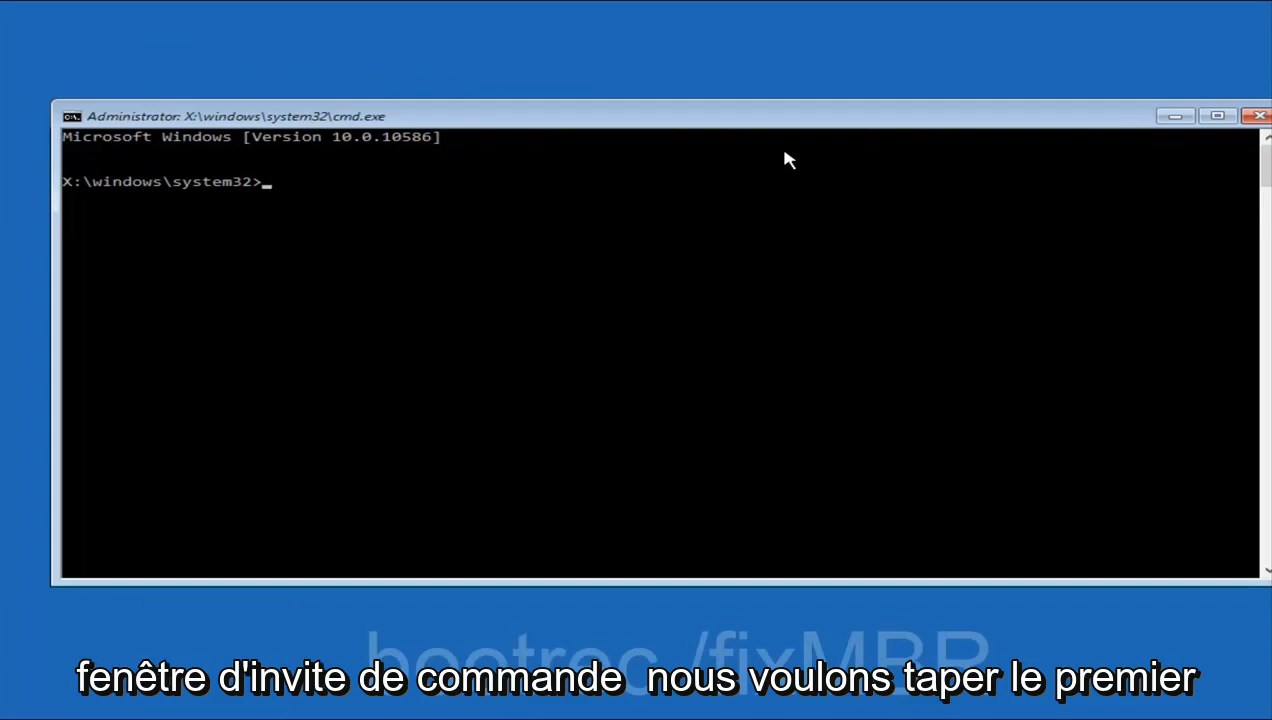 Administrator: X:\windows\system32\cmd.exe
Microsoft Windows [Version 10.0.10586]
X:\windows\system32>
bootrec /fixMBR
fenêtre d'invite de commande nous voulons taper le premier